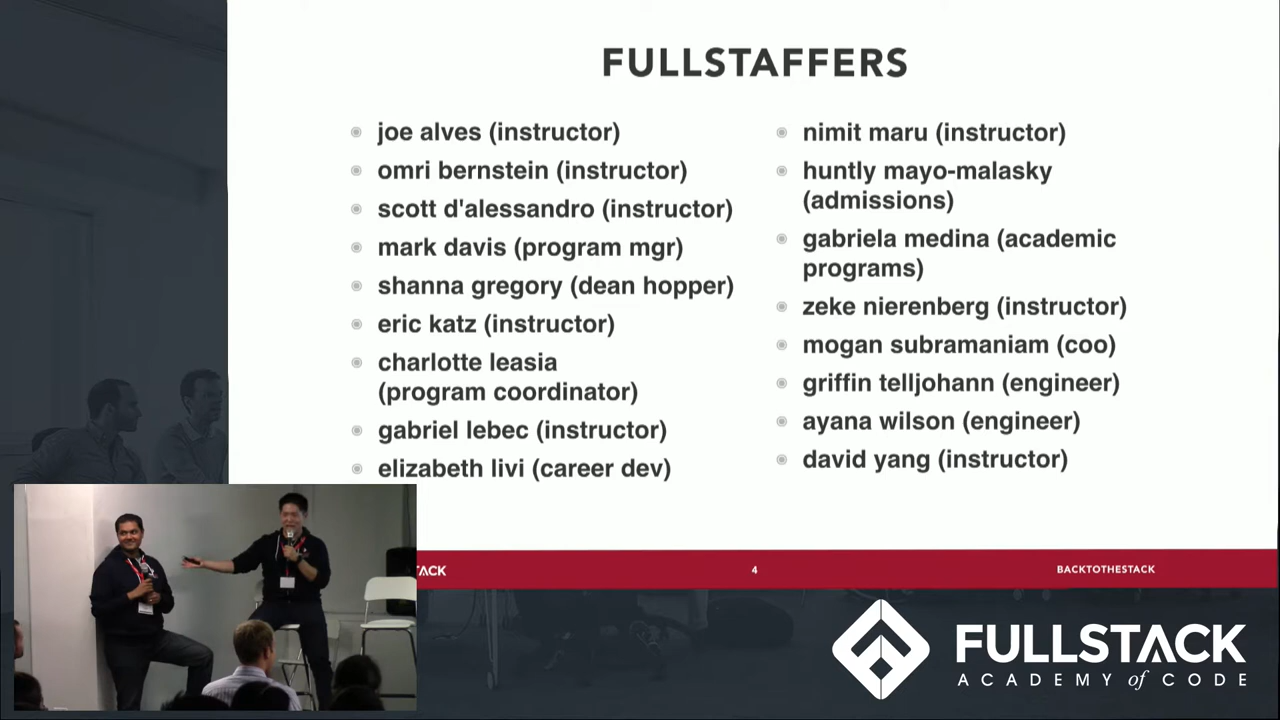 FULLSTAFFERS
joe alves (instructor)
omri bernstein (instructor)
scott d'alessandro (instructor)
mark davis (program mgr)
shanna gregory (dean hopper)
eric katz (instructor)
charlotte leasia
(program coordinator)
gabriel lebec (instructor)
elizabeth livi (career dev)
nimit maru (instructor)
huntly mayo-malasky
(admissions)
gabriela medina (academic
programs)
zeke nierenberg (instructor)
mogan subramaniam (coo)
griffin telljohann (engineer)
ayana wilson (engineer)
david yang (instructor)
TACK
4
BACKTOTHESTACK
FULLSTACK
ACADEMY of CODE